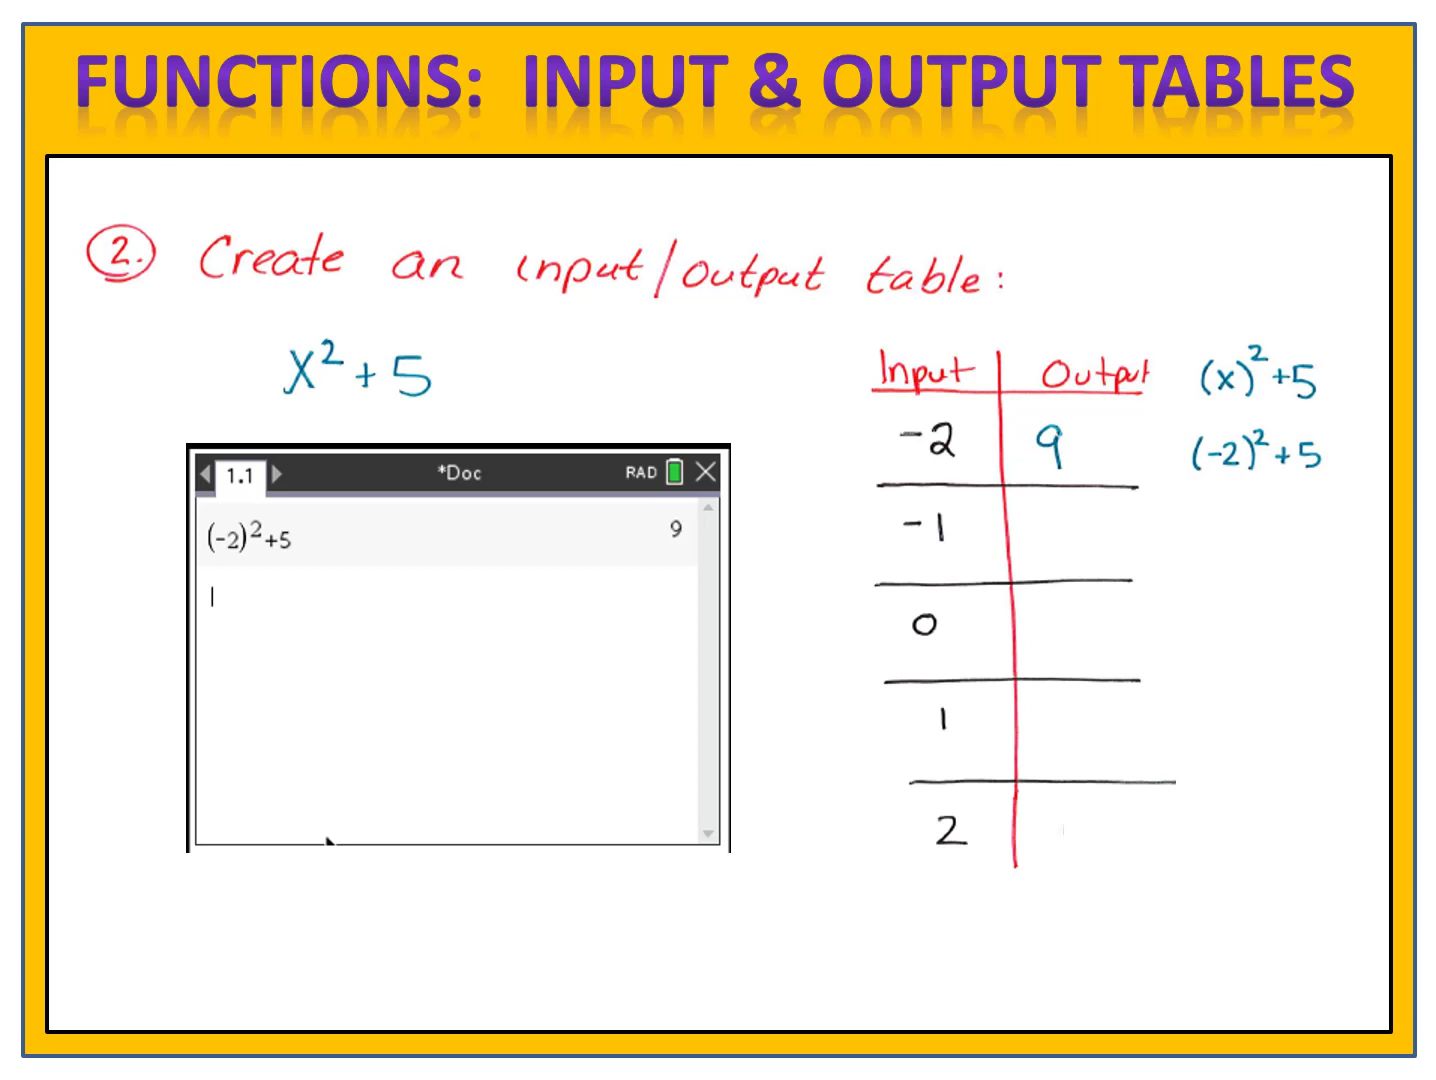 FUNCTIONS: INPUT & OUTPUT TABLES
2. Create an input/output table:
x² + 5
Input Output (x)² + 5
-2 9 (-2)² + 5
-1
0
1
2
1.1 *Doc RAD
(-2)²+5 9